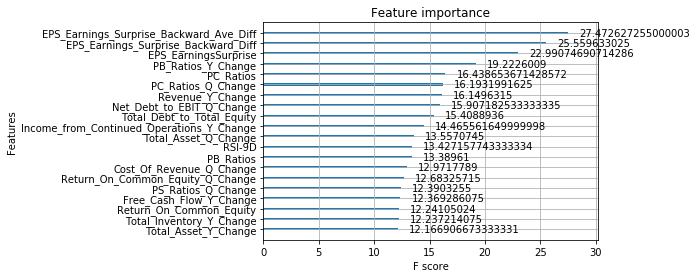 Feature importance
EPS_Earnings_Surprise_Backward_Ave_Diff 27.472627255000003
EPS_Earnings_Surprise_Backward_Diff 25.559633025
EPS_EarningsSurprise 22.99074690714286
PB_Ratios_Y_Change 19.2226009
PC_Ratios 16.438653671428572
PC_Ratios_Q_Change 16.1931991625
Revenue_Y_Change 16.1496315
Net_Debt_to_EBIT_Q_Change 15.907182533333335
Total_Debt_to_Total_Equity 15.4088936
Income_from_Continued_Operations_Y_Change 14.465561649999998
Total_Asset_Q_Change 13.5570745
RSI-9D 13.427157743333334
PB_Ratios 13.38961
Cost_Of_Revenue_Q_Change 12.9717789
Return_On_Common_Equity_Q_Change 12.68325715
PS_Ratios_Q_Change 12.3903255
Free_Cash_Flow_Y_Change 12.369286075
Return_On_Common_Equity 12.24105024
Total_Inventory_Y_Change 12.237214075
Total_Asset_Y_Change 12.166906673333331
Features
0 5 10 15 20 25 30
F score